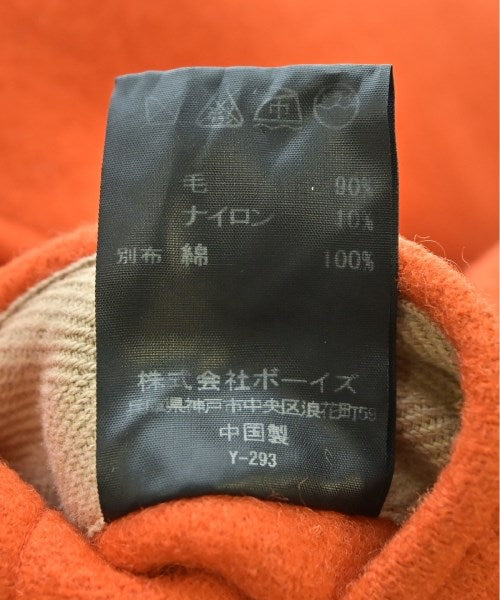 毛 90%
ナイロン 10%
別布 綿 100%
株式会社ボーイズ
兵庫県神戸市中央区浪花町59
中国製
Y-293